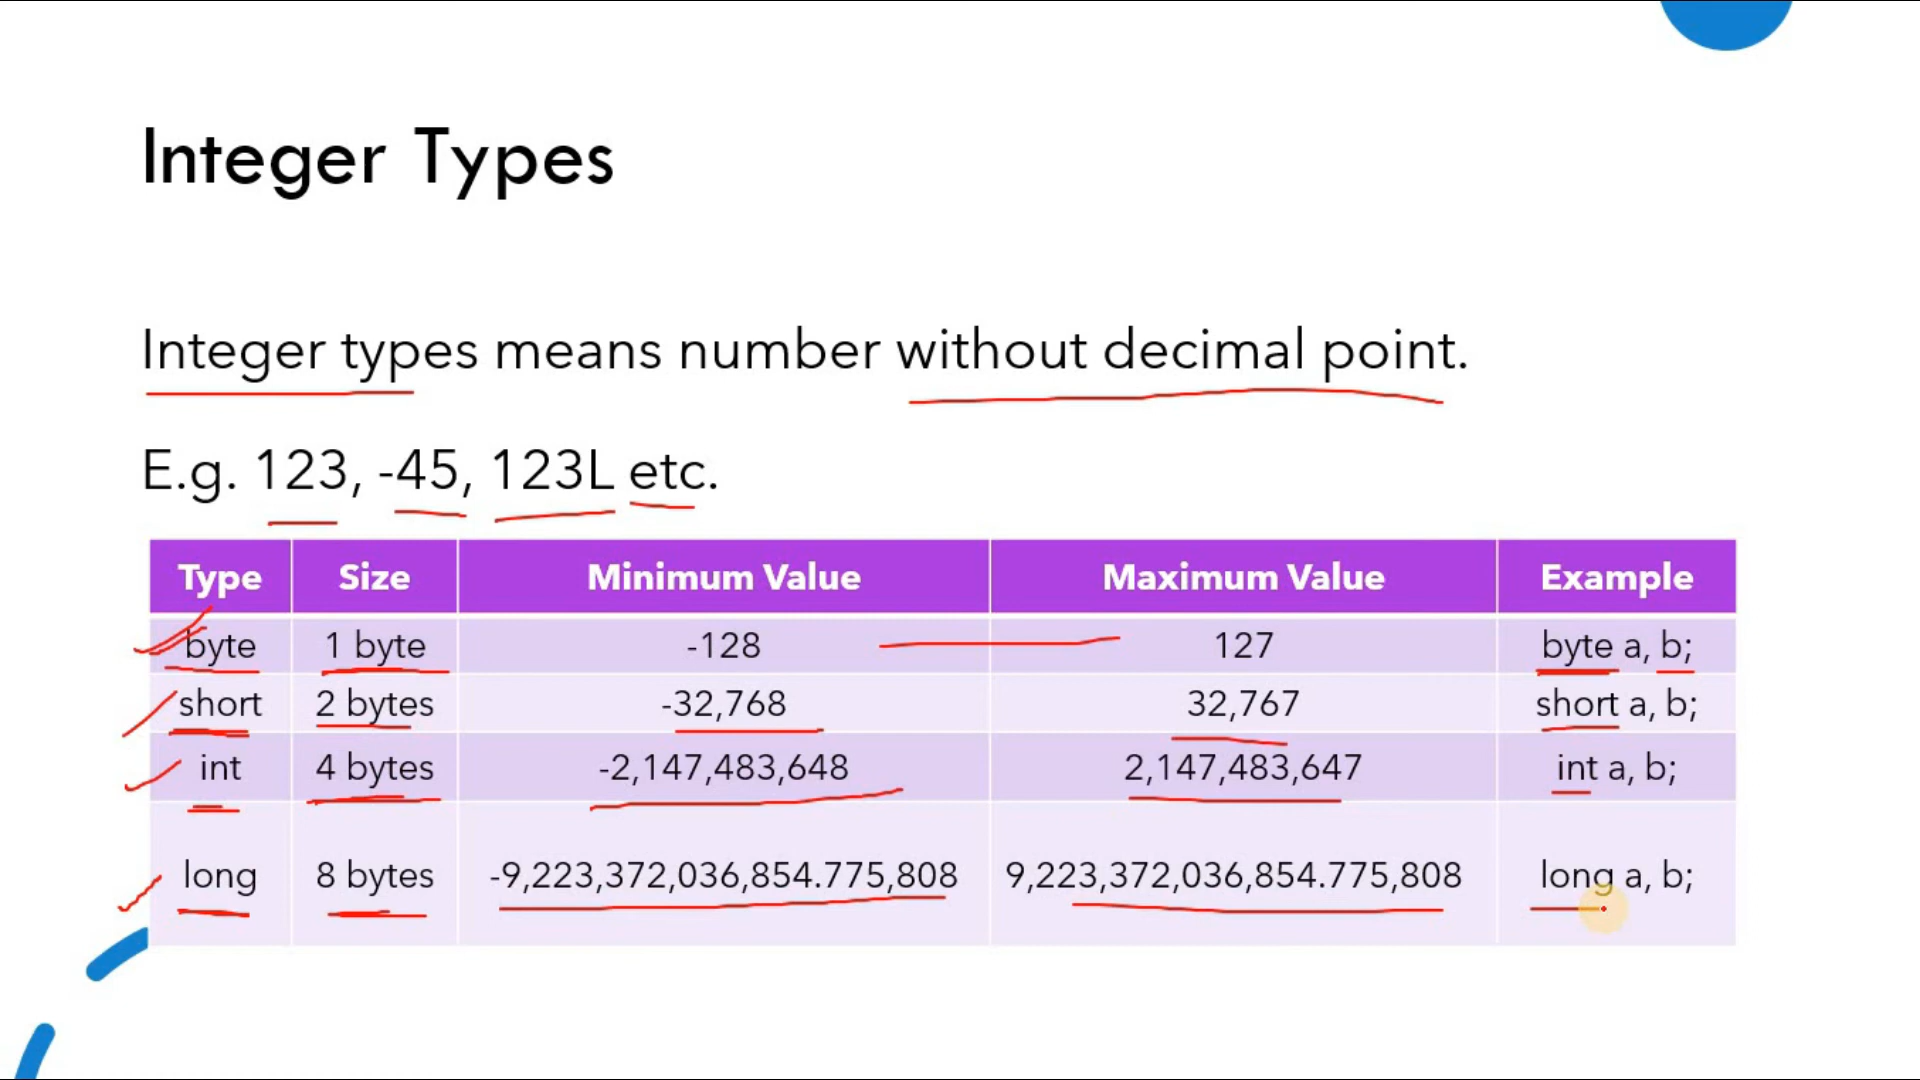 Integer Types
Integer types means number without decimal point.
E.g. 123, -45, 123L etc.
Type Size Minimum Value Maximum Value Example
byte 1 byte -128 127 byte a, b;
short 2 bytes -32,768 32,767 short a, b;
int 4 bytes -2,147,483,648 2,147,483,647 int a, b;
long 8 bytes -9,223,372,036,854.775,808 9,223,372,036,854.775,808 long a, b;